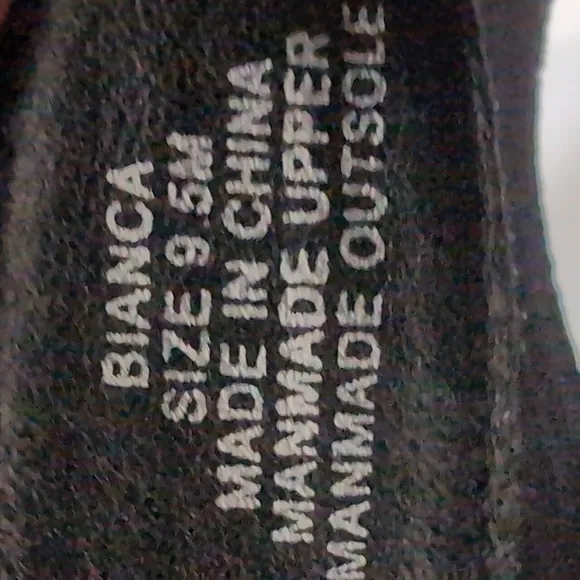 BIANCA
SIZE 9.5M
MADE IN CHINA
MANMADE UPPER
MANMADE OUTSOLE